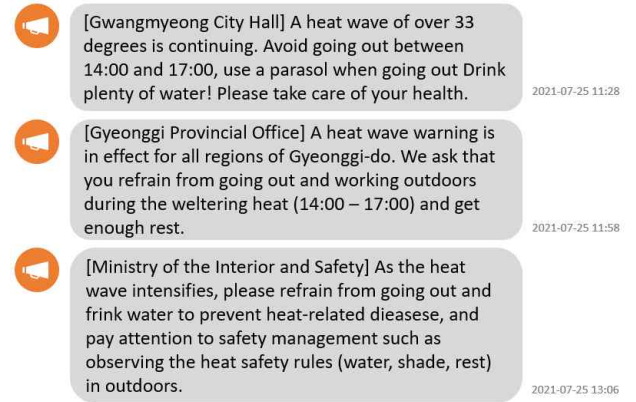 [Gwangmyeong City Hall] A heat wave of over 33
degrees is continuing. Avoid going out between
14:00 and 17:00, use a parasol when going out Drink
plenty of water! Please take care of your health.
2021-07-25 11:28
[Gyeonggi Provincial Office] A heat wave warning is
in effect for all regions of Gyeonggi-do. We ask that
you refrain from going out and working outdoors
during the weltering heat (14:00 – 17:00) and get
enough rest.
2021-07-25 11:58
[Ministry of the Interior and Safety] As the heat
wave intensifies, please refrain from going out and
frink water to prevent heat-related dieasese, and
pay attention to safety management such as
observing the heat safety rules (water, shade, rest)
in outdoors.
2021-07-25 13:06